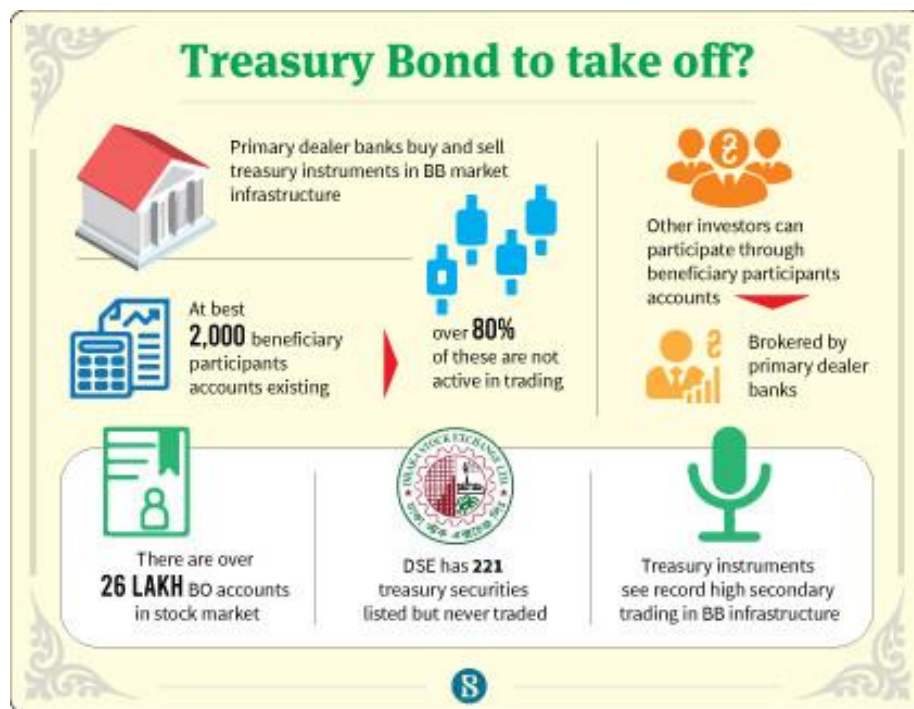 Treasury Bond to take off?
Primary dealer banks buy and sell
treasury instruments in BB market
infrastructure
At best
2,000 beneficiary
participants
accounts existing
over 80%
of these are not
active in trading
Other investors can
participate through
beneficiary participants
accounts
Brokered by
primary dealer
banks
There are over
26 LAKH BO accounts
in stock market
DHAKA STOCK EXCHANGE LTD
DSE has 221
treasury securities
listed but never traded
Treasury instruments
see record high secondary
trading in BB infrastructure